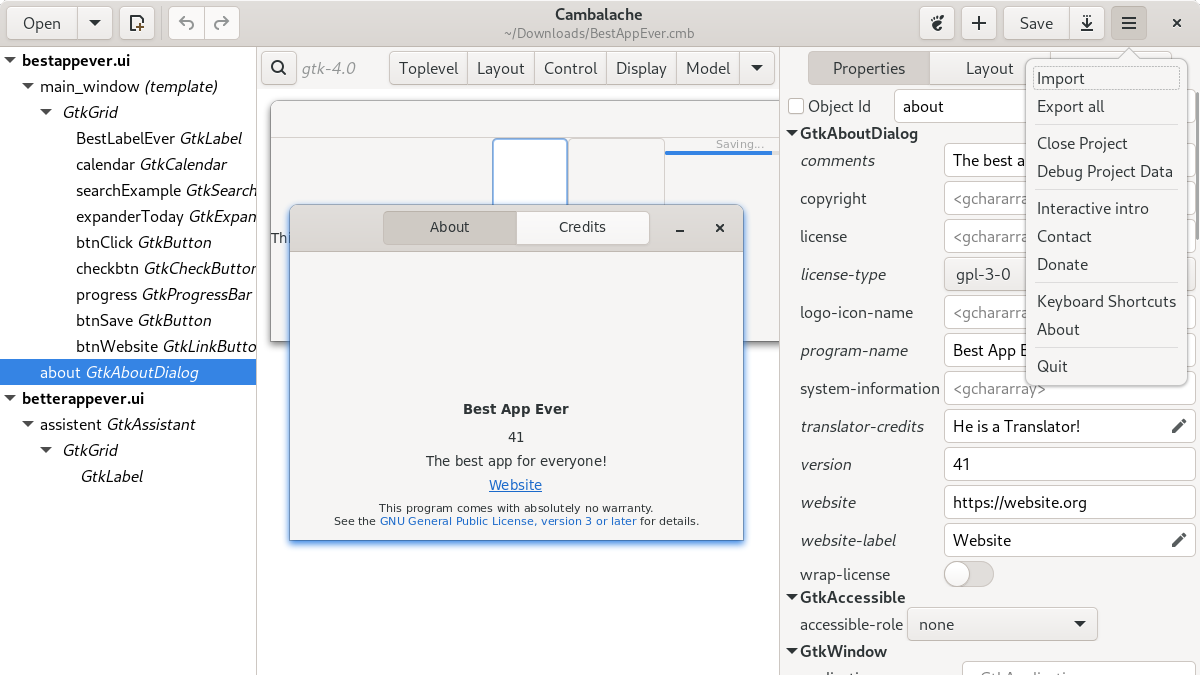 Open
Cambalache
~/Downloads/BestAppEver.cmb
Save
bestappever.ui
main_window (template)
GtkGrid
BestLabelEver GtkLabel
calendar GtkCalendar
searchExample GtkSearch
expanderToday GtkExpan
btnClick GtkButton
checkbtn GtkCheckButton
progress GtkProgressBar
btnSave GtkButton
btnWebsite GtkLinkButto
about GtkAboutDialog
betterappever.ui
assistent GtkAssistant
GtkGrid
GtkLabel
gtk-4.0
Toplevel
Layout
Control
Display
Model
Saving...
Thi
About
Credits
Best App Ever
41
The best app for everyone!
Website
This program comes with absolutely no warranty.
See the GNU General Public License, version 3 or later for details.
Properties
Layout
Object Id
about
GtkAboutDialog
comments
The best a
copyright
<gchararra
license
<gchararra
license-type
gpl-3-0
logo-icon-name
<gchararra
program-name
Best App E
system-information
<gchararray>
translator-credits
He is a Translator!
version
41
website
https://website.org
website-label
Website
wrap-license
GtkAccessible
accessible-role
none
GtkWindow
Import
Export all
Close Project
Debug Project Data
Interactive intro
Contact
Donate
Keyboard Shortcuts
About
Quit